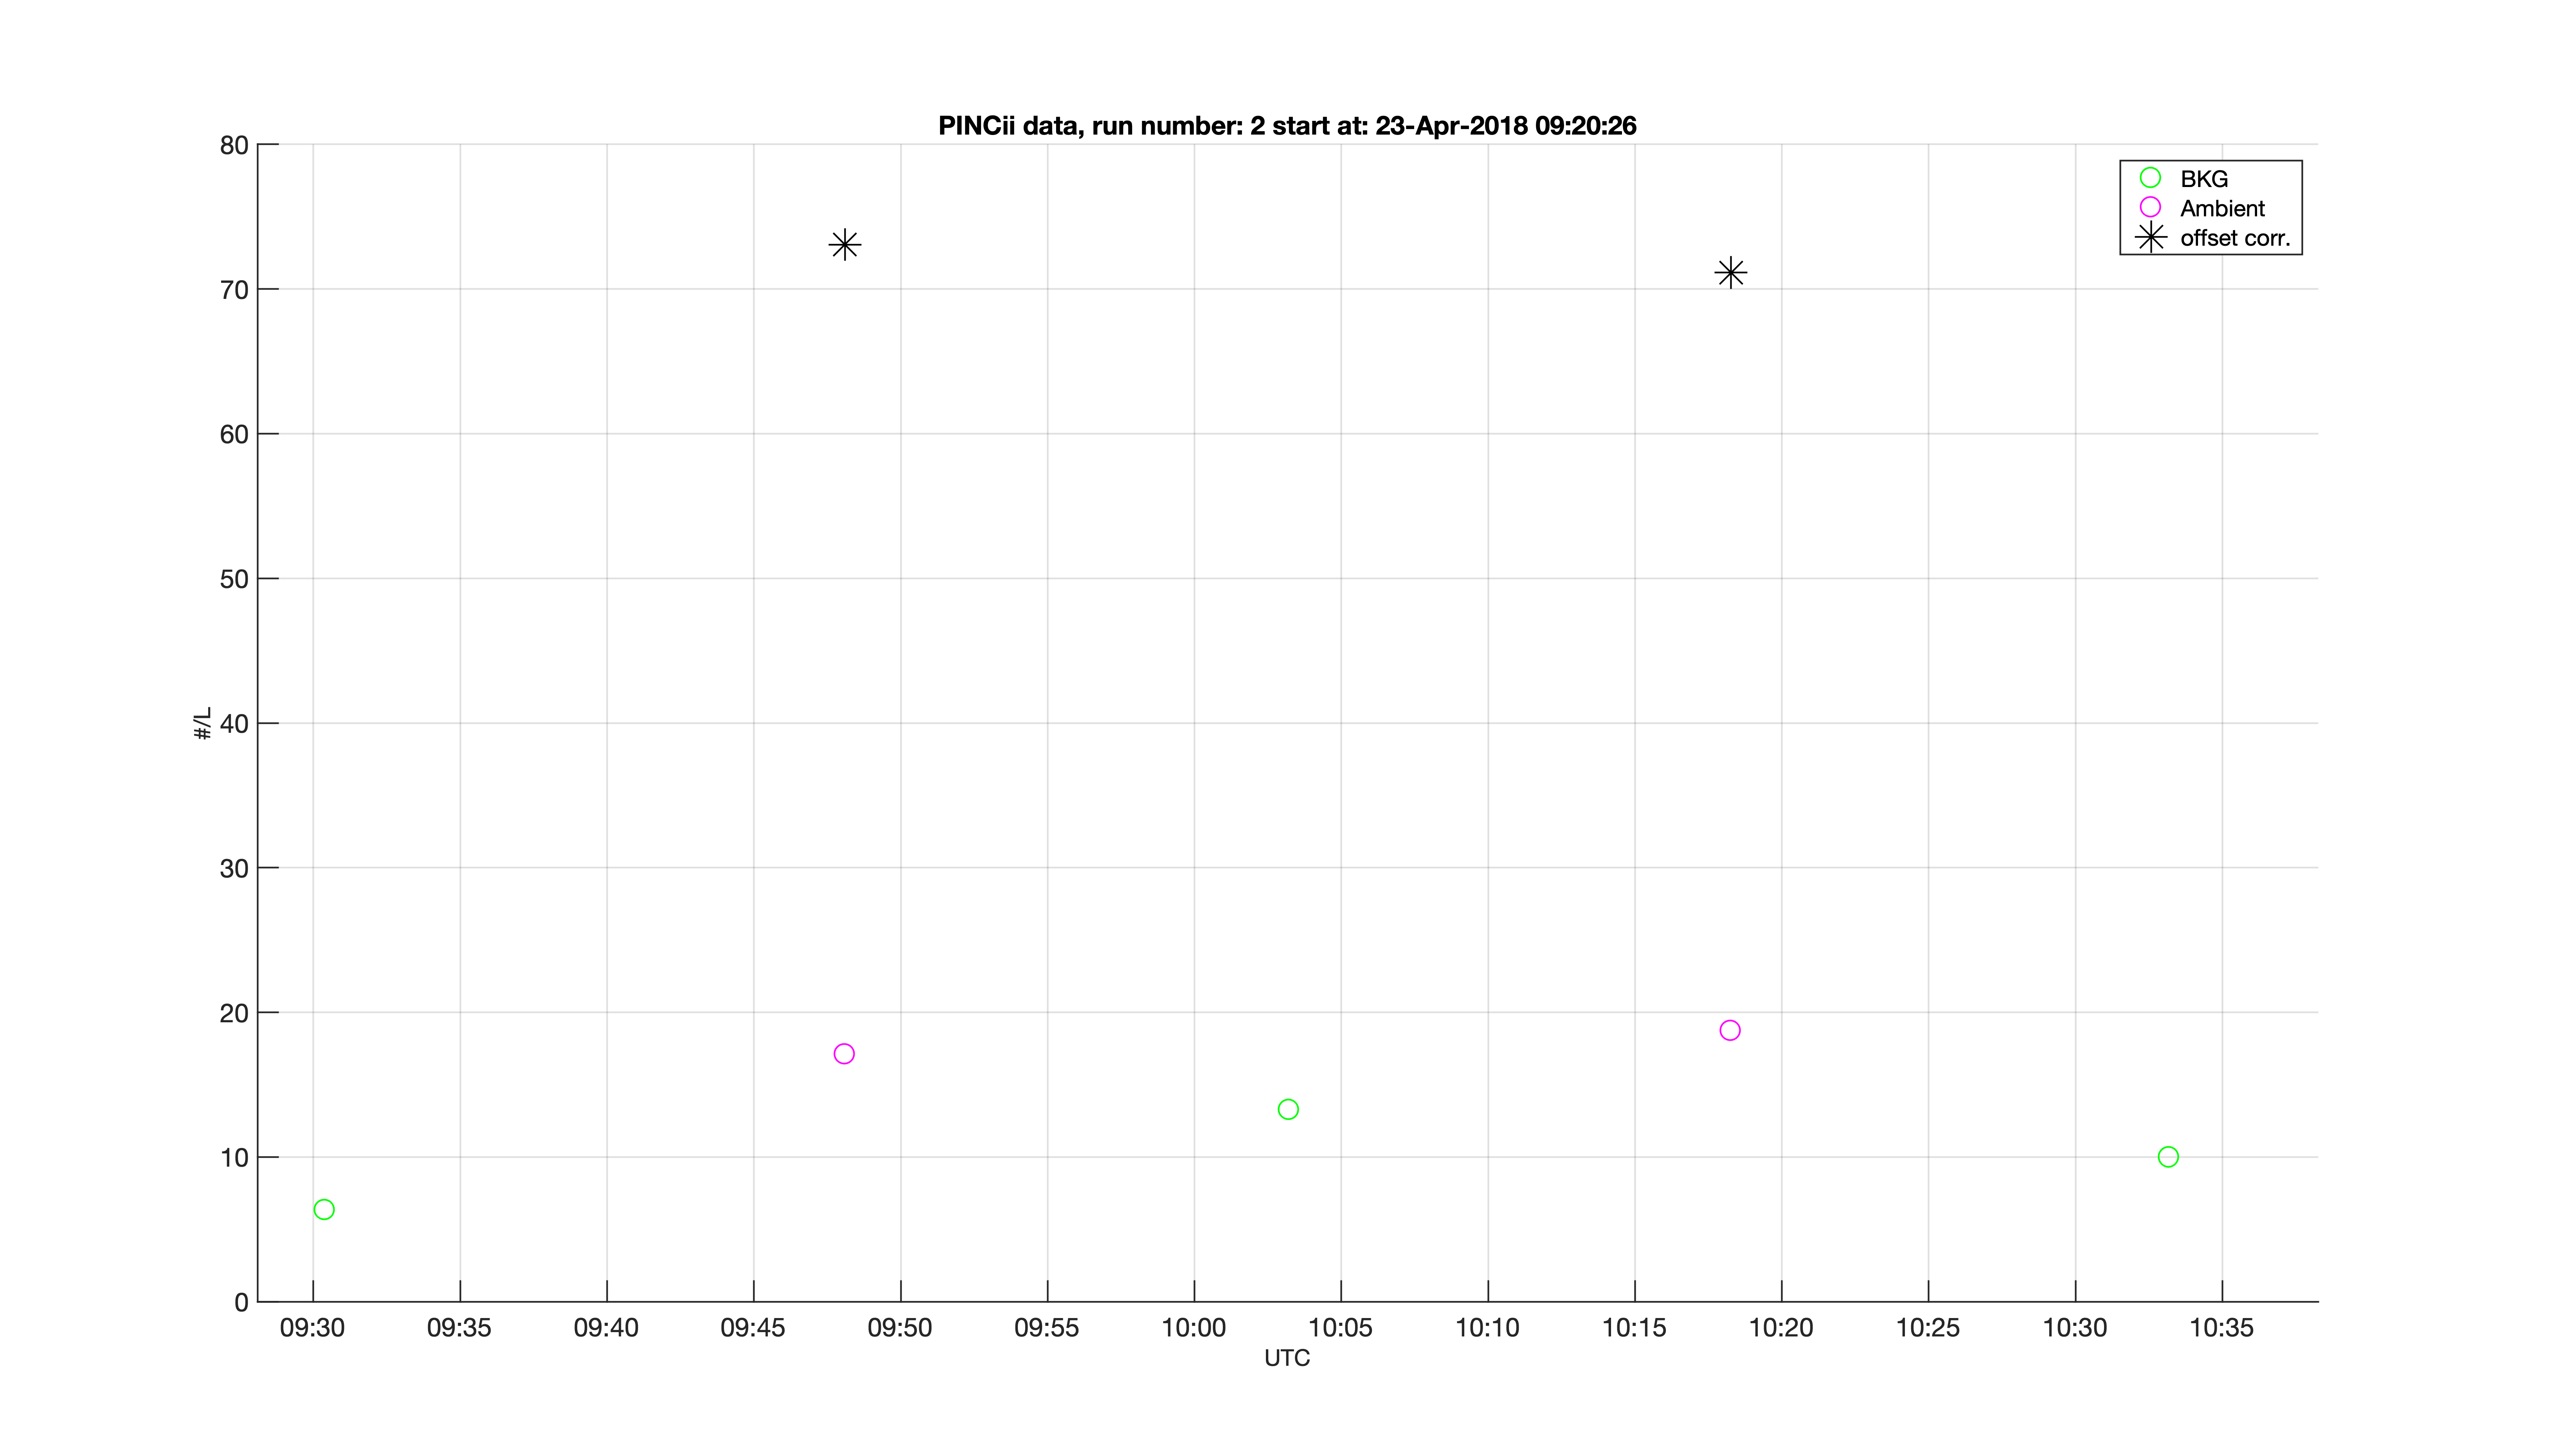 PINCii data, run number: 2 start at: 23-Apr-2018 09:20:26
BKG
Ambient
offset corr.
80
70
60
50
40
30
20
10
0
#/L
09:30 09:35 09:40 09:45 09:50 09:55 10:00 10:05 10:10 10:15 10:20 10:25 10:30 10:35
UTC